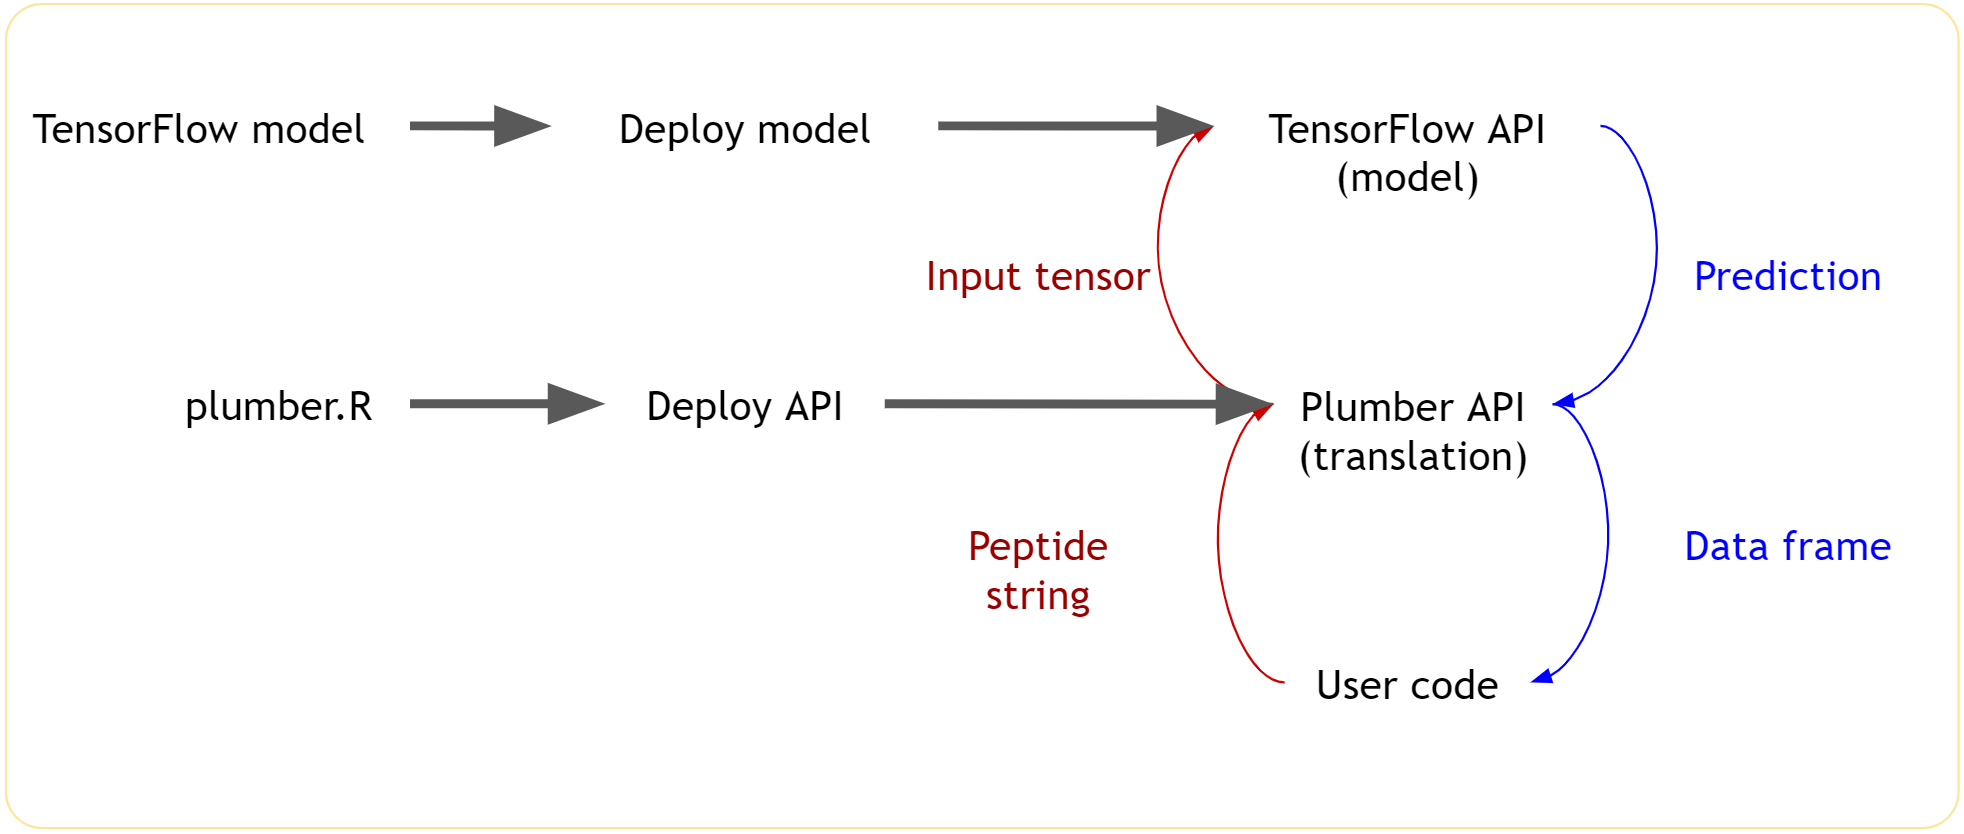 TensorFlow model
Deploy model
TensorFlow API
(model)
Input tensor
Prediction
plumber.R
Deploy API
Plumber API
(translation)
Peptide
string
Data frame
User code